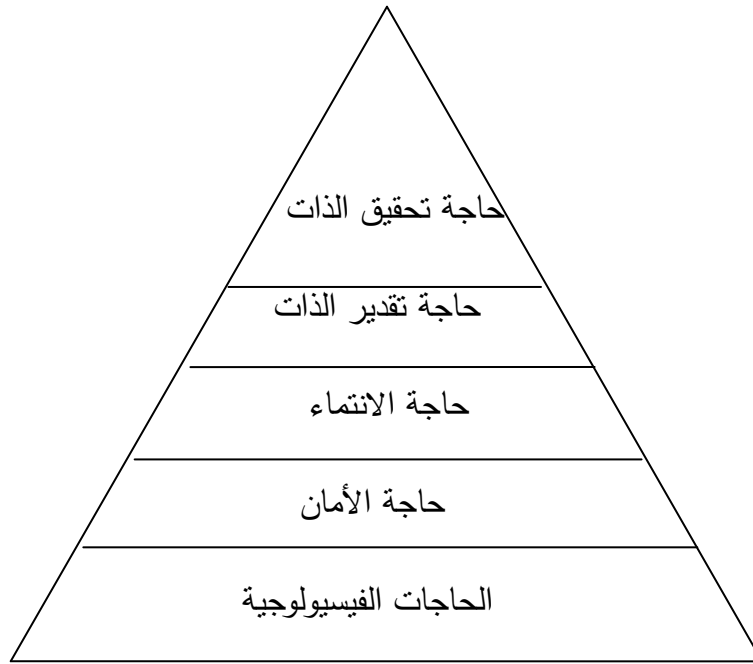 حاجة تحقيق الذات
حاجة تقدير الذات
حاجة الانتماء
حاجة الأمان
الحاجات الفيسيولوجية